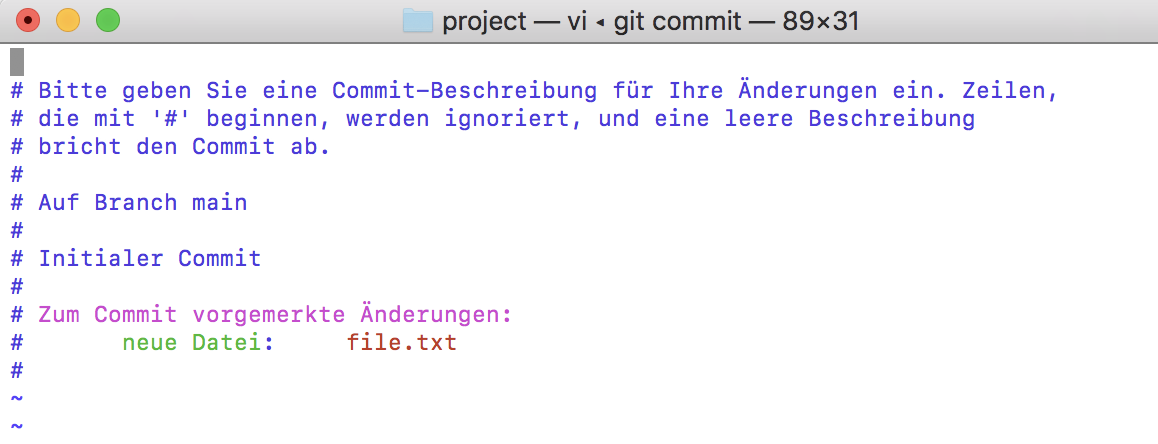 project — vi ◂ git commit — 89×31
# Bitte geben Sie eine Commit-Beschreibung für Ihre Änderungen ein. Zeilen,
# die mit '#' beginnen, werden ignoriert, und eine leere Beschreibung
# bricht den Commit ab.
#
# Auf Branch main
#
# Initialer Commit
#
# Zum Commit vorgemerkte Änderungen:
#       neue Datei:     file.txt
#
~
~